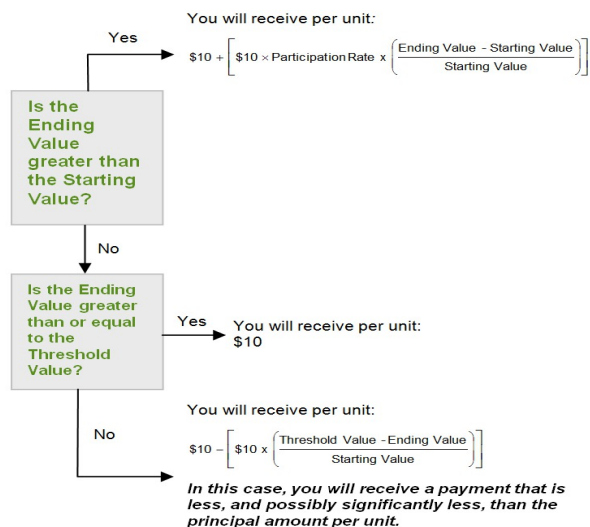 You will receive per unit:
Yes
$10 + [$10 × Participation Rate x (Ending Value - Starting Value / Starting Value)]
Is the
Ending
Value
greater than
the Starting
Value?
No
Is the Ending
Value greater
than or equal
to the
Threshold
Value?
Yes
You will receive per unit:
$10
You will receive per unit:
No
$10 – [$10 x (Threshold Value - Ending Value / Starting Value)]
In this case, you will receive a payment that is
less, and possibly significantly less, than the
principal amount per unit.